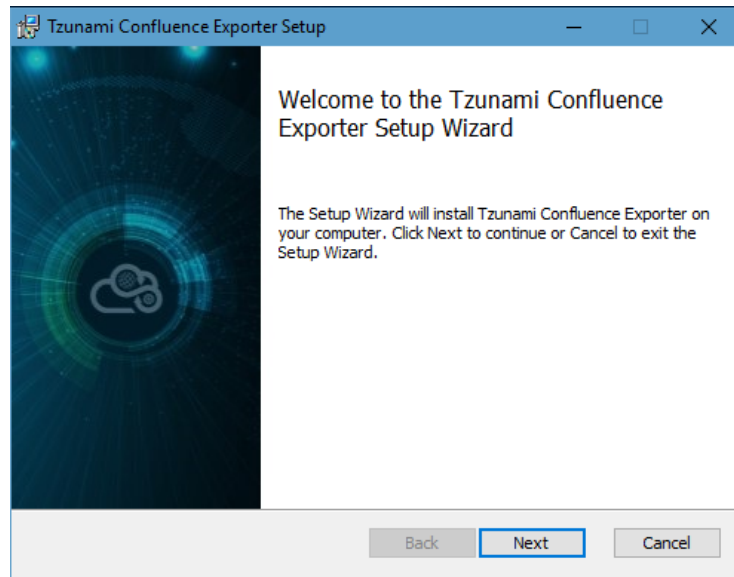 Tzunami Confluence Exporter Setup
Welcome to the Tzunami Confluence
Exporter Setup Wizard
The Setup Wizard will install Tzunami Confluence Exporter on
your computer. Click Next to continue or Cancel to exit the
Setup Wizard.
Back Next Cancel